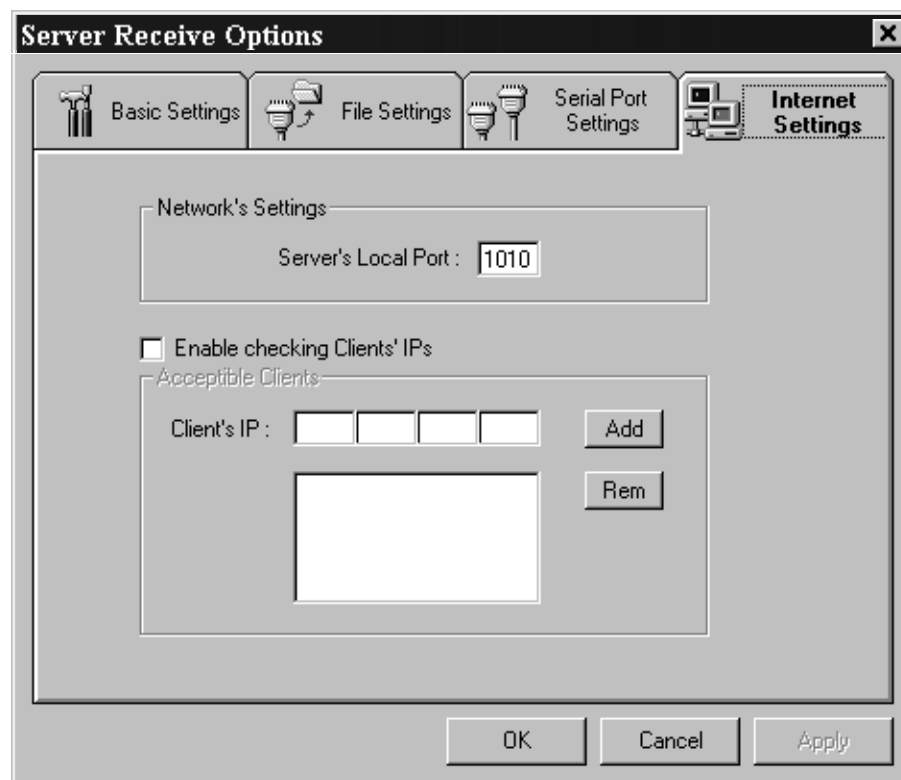 Server Receive Options
Basic Settings
File Settings
Serial Port
Settings
Internet
Settings
Network's Settings
Server's Local Port : 1010
Enable checking Clients' IPs
Acceptible Clients
Client's IP :
Add
Rem
OK
Cancel
Apply